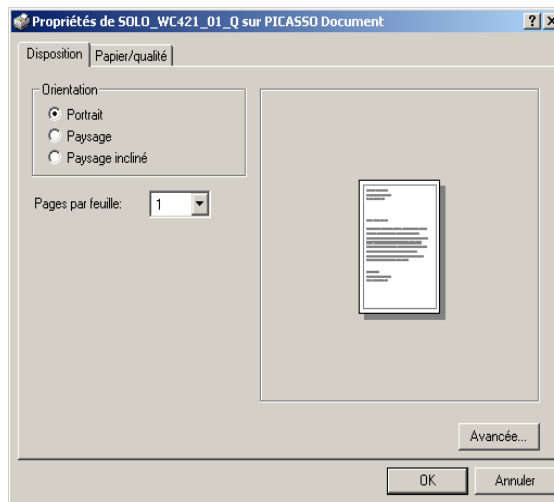 Propriétés de SOLO_WC421_01_Q sur PICASSO Document
Disposition
Papier/qualité
Orientation
Portrait
Paysage
Paysage incliné
Pages par feuille:
1
Avancée...
OK
Annuler